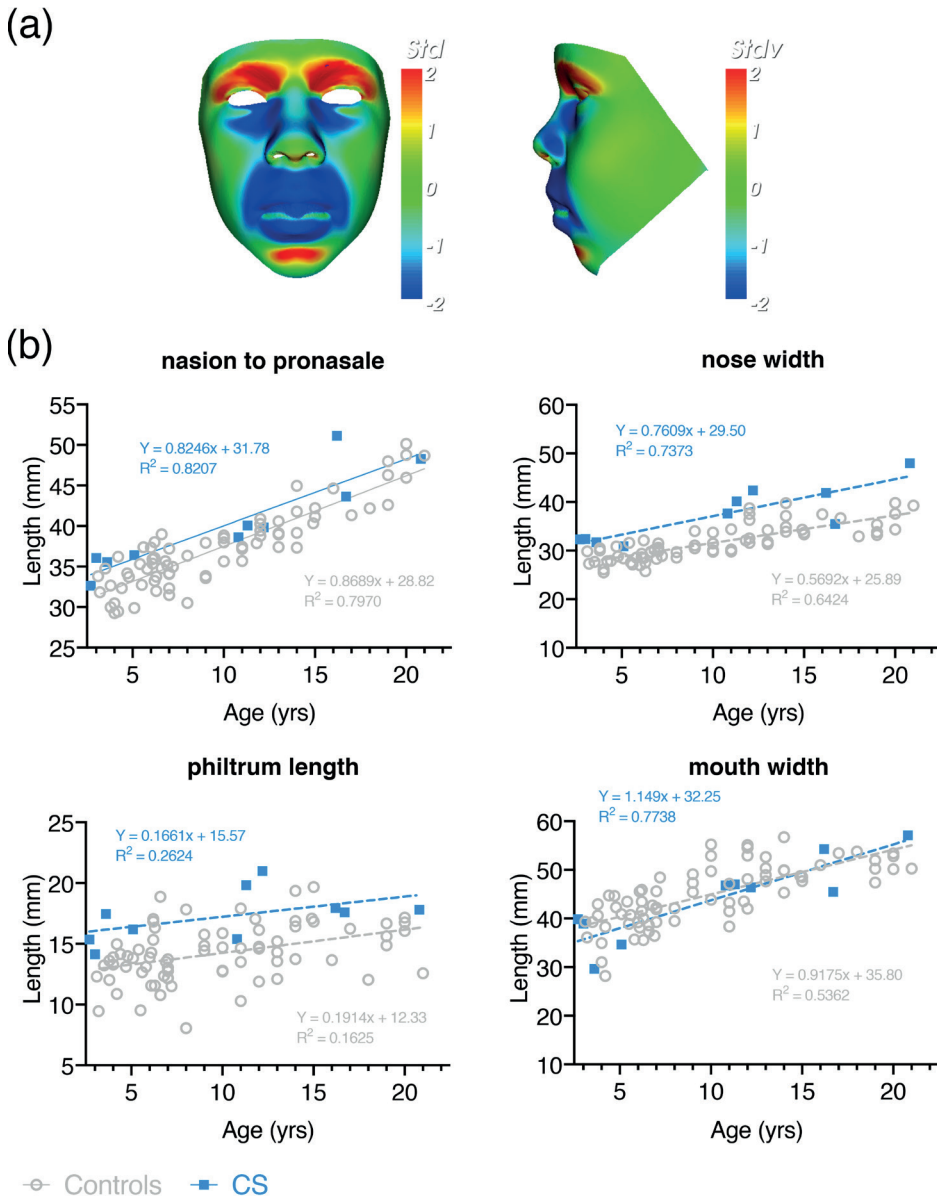 (a)
Std
2
1
0
-1
-2
Stdv
2
1
0
-1
-2
(b)
nasion to pronasale
55
50
45
40
35
30
25
Length (mm)
Y = 0.8246x + 31.78
R² = 0.8207
Y = 0.8689x + 28.82
R² = 0.7970
5 10 15 20
Age (yrs)
nose width
60
50
40
30
20
10
Length (mm)
Y = 0.7609x + 29.50
R² = 0.7373
Y = 0.5692x + 25.89
R² = 0.6424
5 10 15 20
Age (yrs)
philtrum length
25
20
15
10
5
Length (mm)
Y = 0.1661x + 15.57
R² = 0.2624
Y = 0.1914x + 12.33
R² = 0.1625
5 10 15 20
Age (yrs)
mouth width
60
50
40
30
20
10
Length (mm)
Y = 1.149x + 32.25
R² = 0.7738
Y = 0.9175x + 35.80
R² = 0.5362
5 10 15 20
Age (yrs)
Controls CS